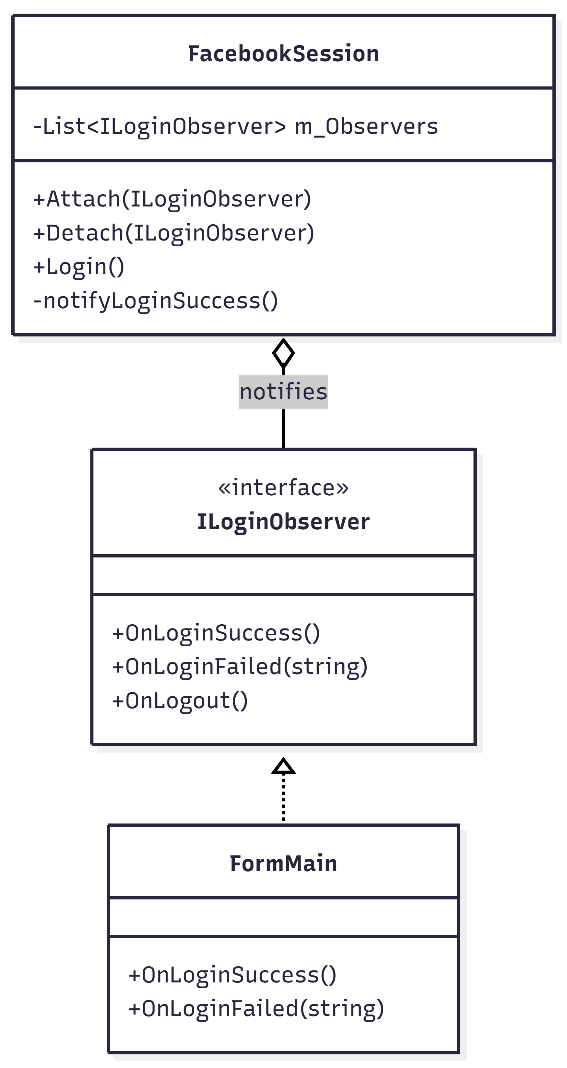 FacebookSession
-List<ILoginObserver> m_Observers
+Attach(ILoginObserver)
+Detach(ILoginObserver)
+Login()
-notifyLoginSuccess()
notifies
«interface»
ILoginObserver
+OnLoginSuccess()
+OnLoginFailed(string)
+OnLogout()
FormMain
+OnLoginSuccess()
+OnLoginFailed(string)